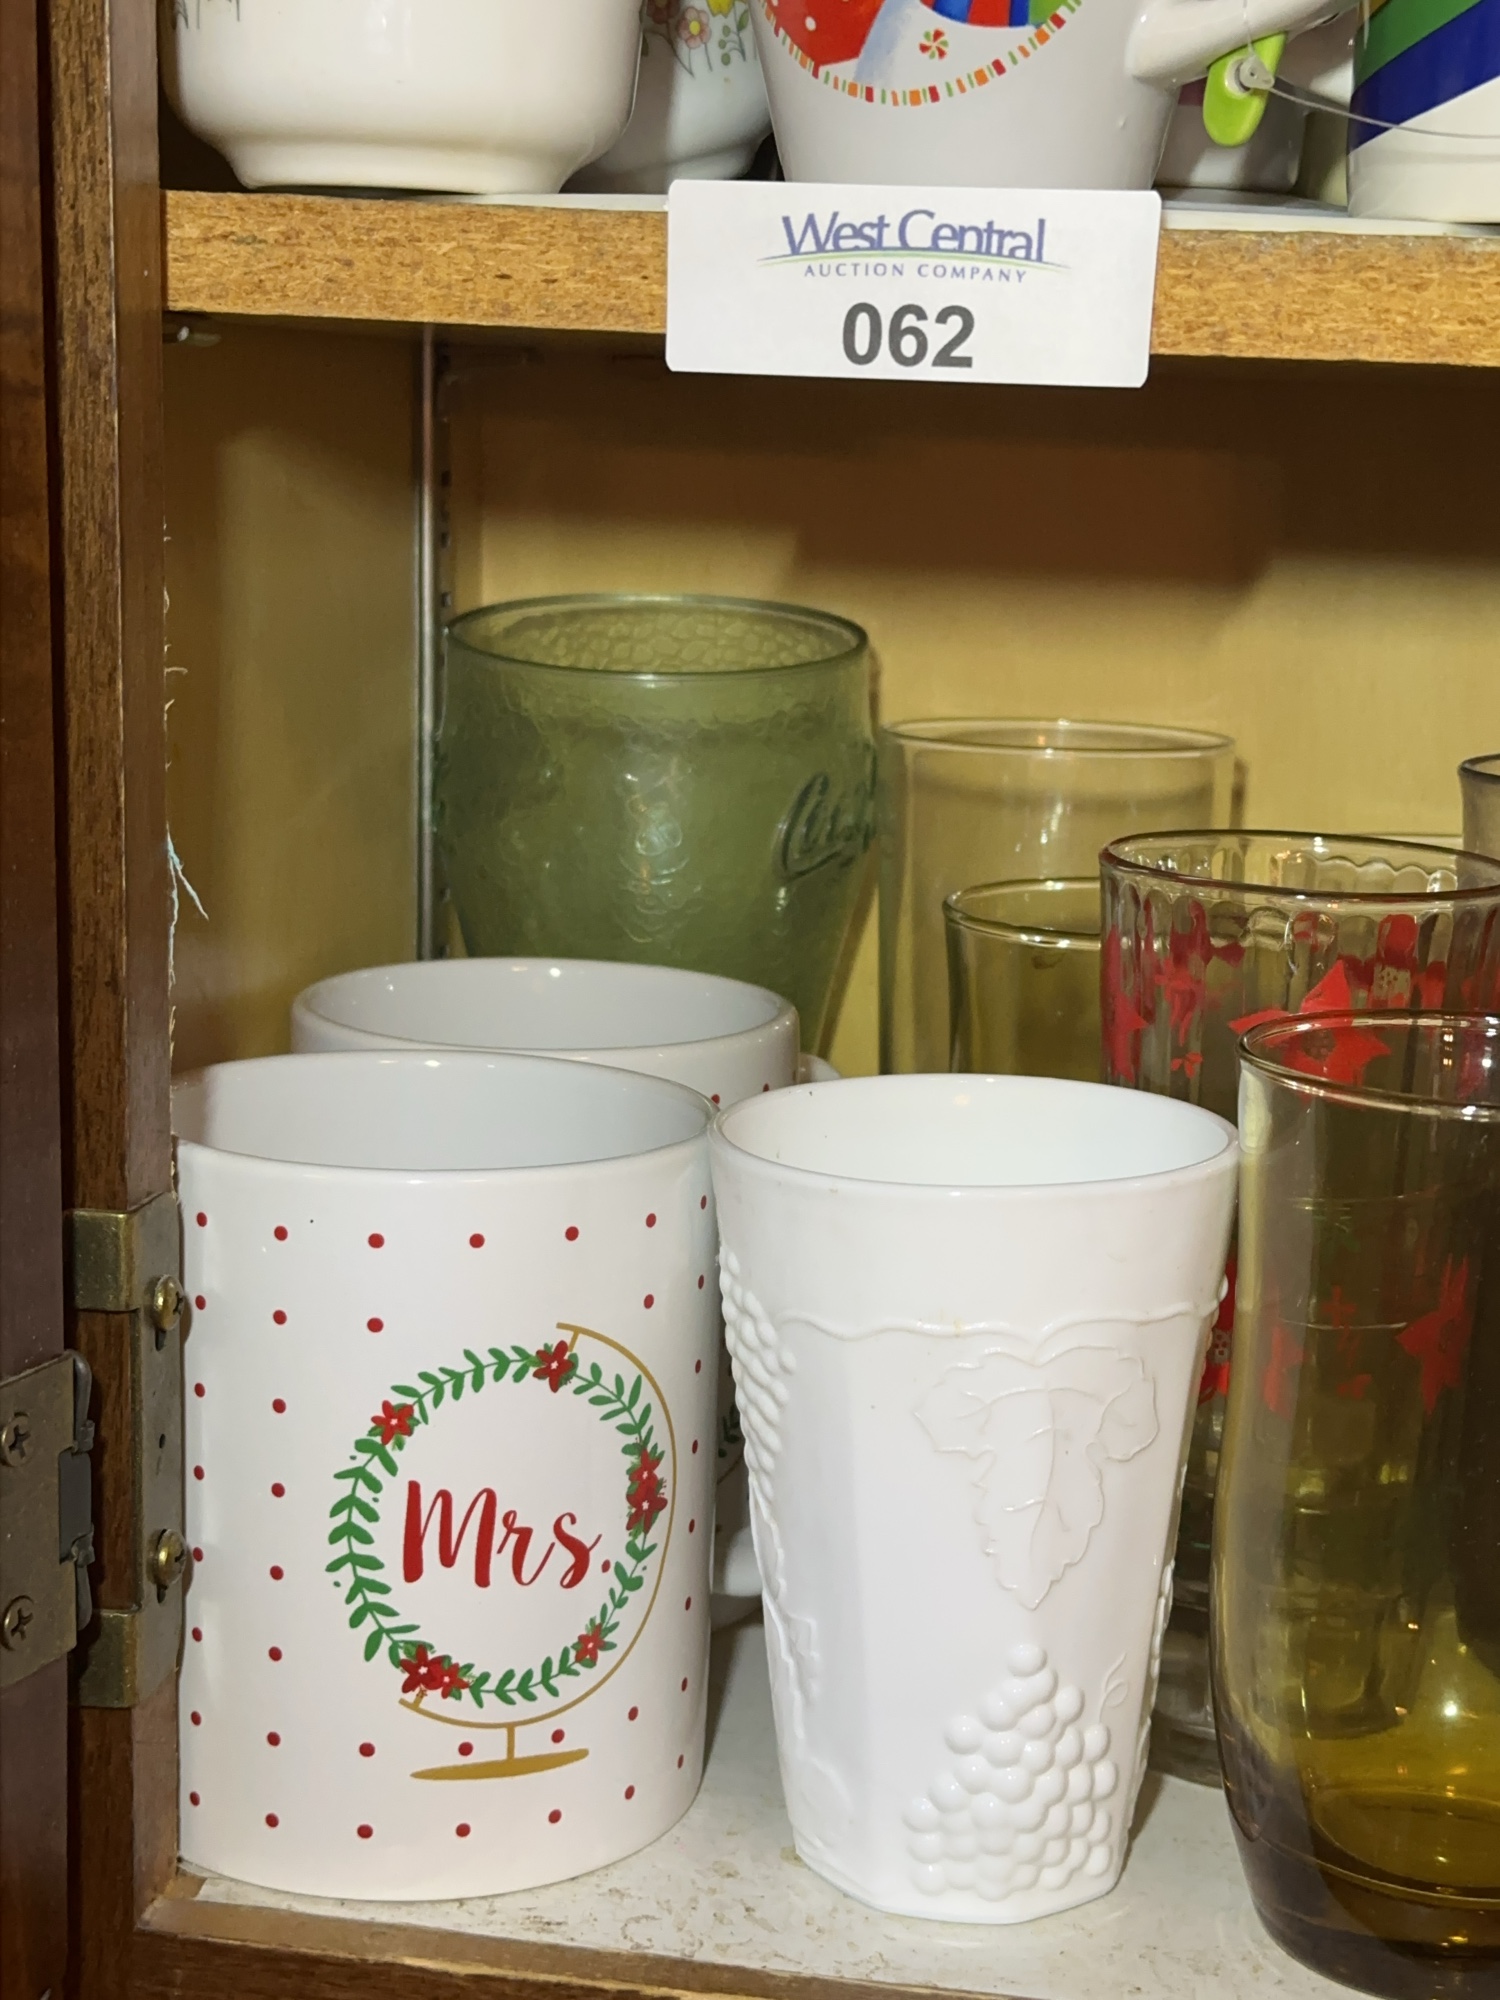 West Central
AUCTION COMPANY
062
Mrs.